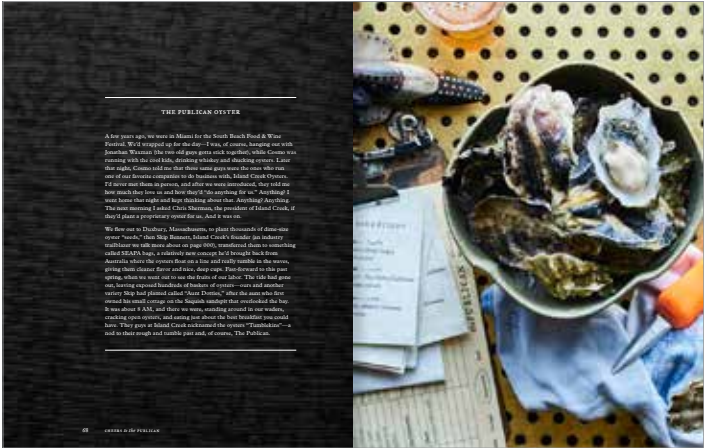 THE PUBLICAN OYSTER
A few years ago, we were in Miami for the South Beach Food & Wine
Festival. We'd wrapped up for the day—I was, of course, hanging out with
Jonathan Waxman (the two old guys gotta stick together), while Cosmo was
running with the cool kids, drinking whiskey and shucking oysters. Later
that night, Cosmo told me that these same guys were the ones who run
one of our favorite companies to do business with, Island Creek Oysters.
I'd never met them in person, and after we were introduced, they told me
how much they love us and how they'd "do anything for us." Anything? I
went home that night and kept thinking about that. Anything? Anything.
The next morning I asked Chris Sherman, the president of Island Creek, if
they'd plant a proprietary oyster for us. And it was on.
We flew out to Duxbury, Massachusetts, to plant thousands of dime-size
oyster "seeds," then Skip Bennett, Island Creek's founder (an industry
trailblazer we talk more about on page 000), transferred them to something
called SEAPA bags, a relatively new concept he'd brought back from
Australia where the oysters float on a line and really tumble in the waves,
giving them cleaner flavor and nice, deep cups. Fast-forward to this past
spring, when we went out to see the fruits of our labor. The tide had gone
out, leaving exposed hundreds of baskets of oysters—ours and another
variety Skip had planted called "Aunt Dotties," after the aunt who first
owned his small cottage on the Saquish sandspit that overlooked the bay.
It was about 8 AM, and there we were, standing around in our waders,
cracking open oysters, and eating just about the best breakfast you could
have. They guys at Island Creek nicknamed the oysters "Tumblekins"—a
nod to their rough and tumble past and, of course, The Publican.
48 CHEERS to the PUBLICAN
PUBLICAN